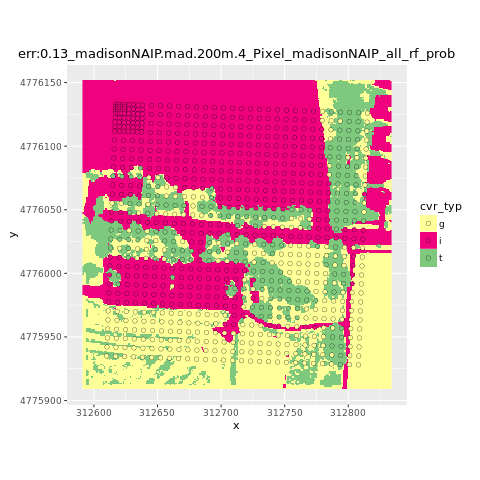 err:0.13_madisonNAIP.mad.200m.4_Pixel_madisonNAIP_all_rf_prob
4776150
4776100
4776050
4776000
4775950
4775900
y
312600 312650 312700 312750 312800
x
cvr_typ
g
i
t